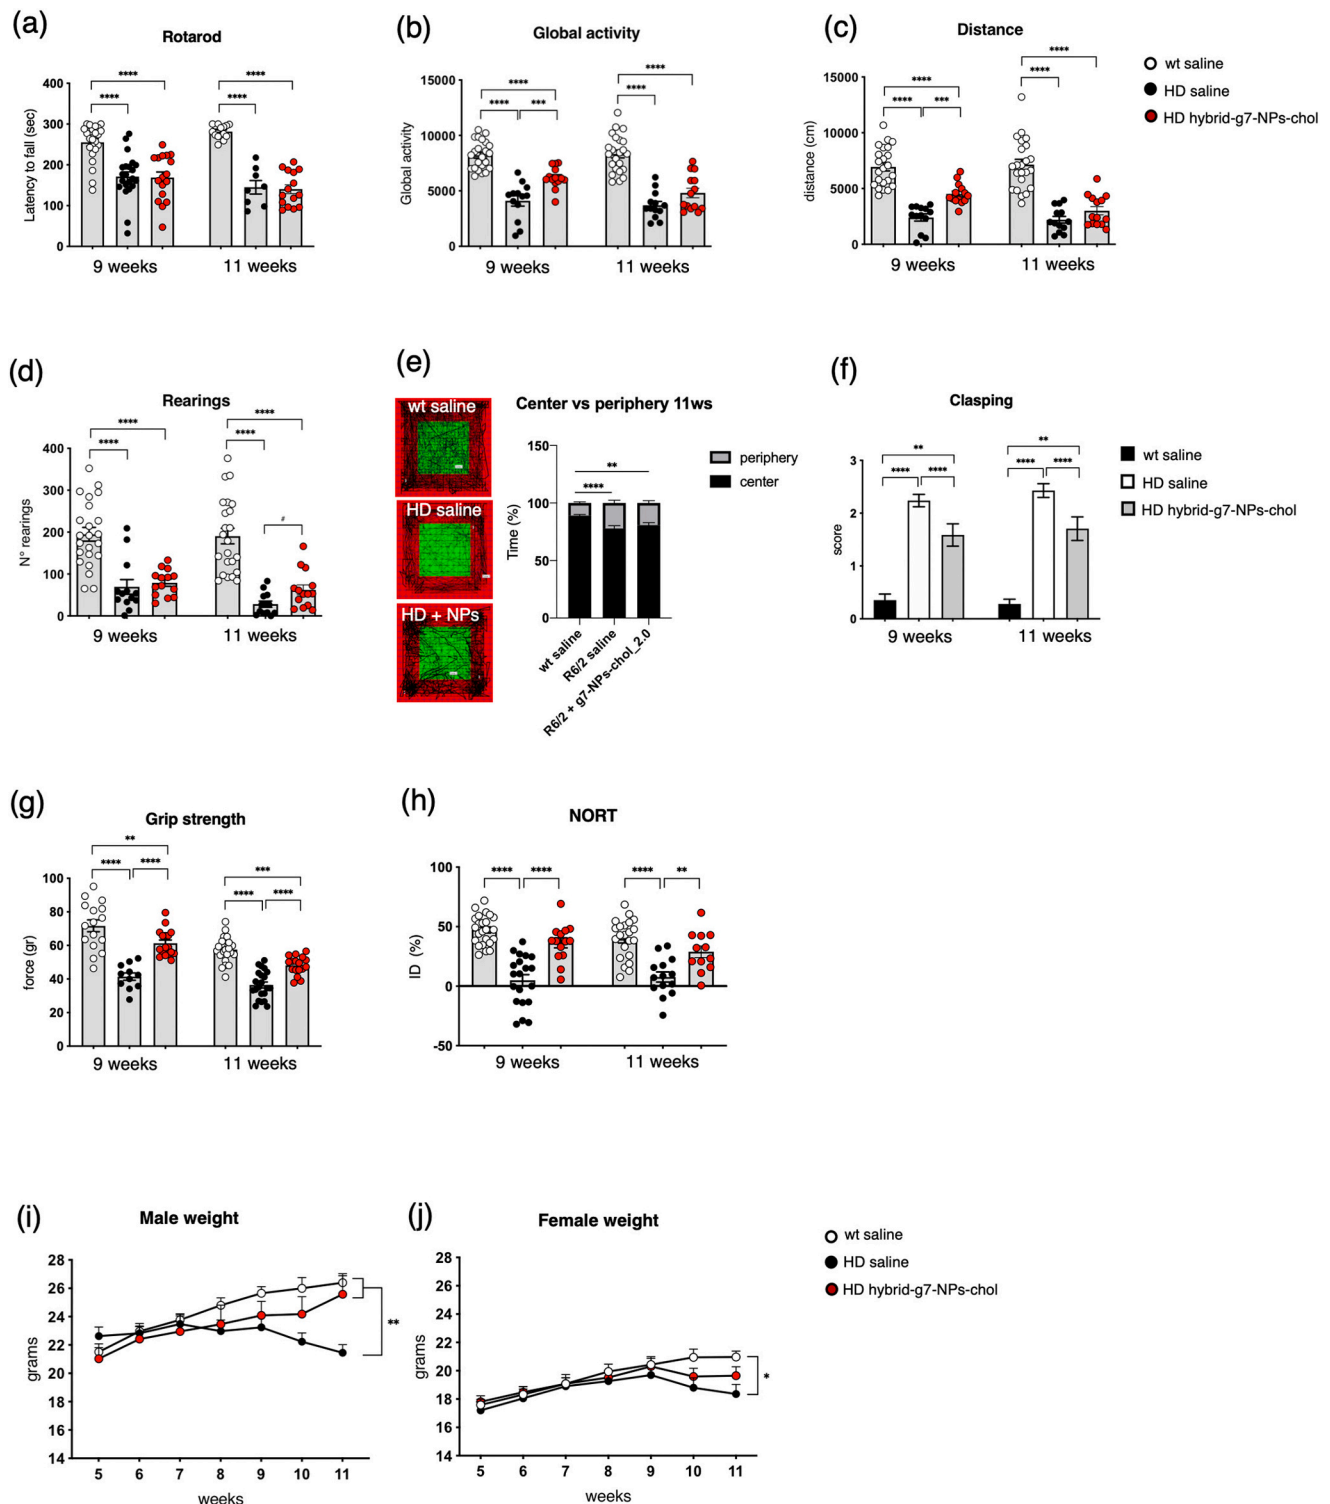 (a)
Rotarod
****
****
****
****
400
300
200
100
0
Latency to fall (sec)
9 weeks
11 weeks
(b)
Global activity
****
****
***
****
****
15000
10000
5000
0
Global activity
9 weeks
11 weeks
(c)
Distance
****
****
***
****
****
15000
10000
5000
0
distance (cm)
9 weeks
11 weeks
wt saline
HD saline
HD hybrid-g7-NPs-chol
(d)
Rearings
****
****
****
****
#
400
300
200
100
0
N° rearings
9 weeks
11 weeks
(e)
wt saline
HD saline
HD + NPs
Center vs periphery 11ws
**
****
150
100
50
0
Time (%)
wt saline
R6/2 saline
R6/2 + g7-NPs-chol_2.0
periphery
center
(f)
Clasping
**
****
****
**
****
****
3
2
1
0
score
9 weeks
11 weeks
wt saline
HD saline
HD hybrid-g7-NPs-chol
(g)
Grip strength
**
****
****
***
****
****
100
80
60
40
20
0
force (gr)
9 weeks
11 weeks
(h)
NORT
****
****
****
**
100
50
0
-50
ID (%)
9 weeks
11 weeks
(i)
Male weight
28
26
24
22
20
18
16
14
grams
**
5 6 7 8 9 10 11
weeks
(j)
Female weight
28
26
24
22
20
18
16
14
grams
*
5 6 7 8 9 10 11
weeks
wt saline
HD saline
HD hybrid-g7-NPs-chol